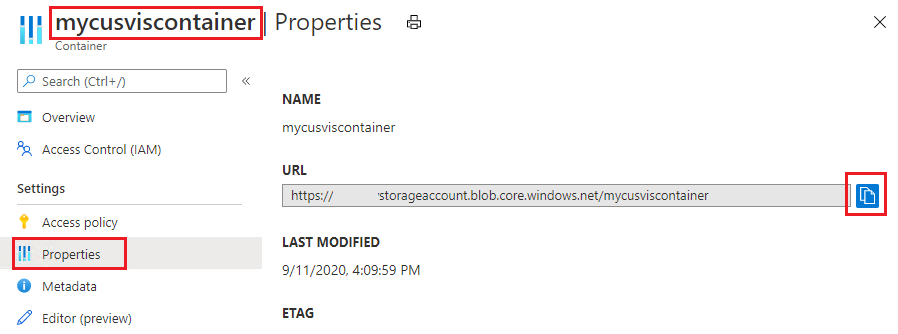 mycusviscontainer | Properties
Container
Search (Ctrl+/)
«
Overview
Access Control (IAM)
Settings
Access policy
Properties
Metadata
Editor (preview)
NAME
mycusviscontainer
URL
https:// storageaccount.blob.core.windows.net/mycusviscontainer
LAST MODIFIED
9/11/2020, 4:09:59 PM
ETAG